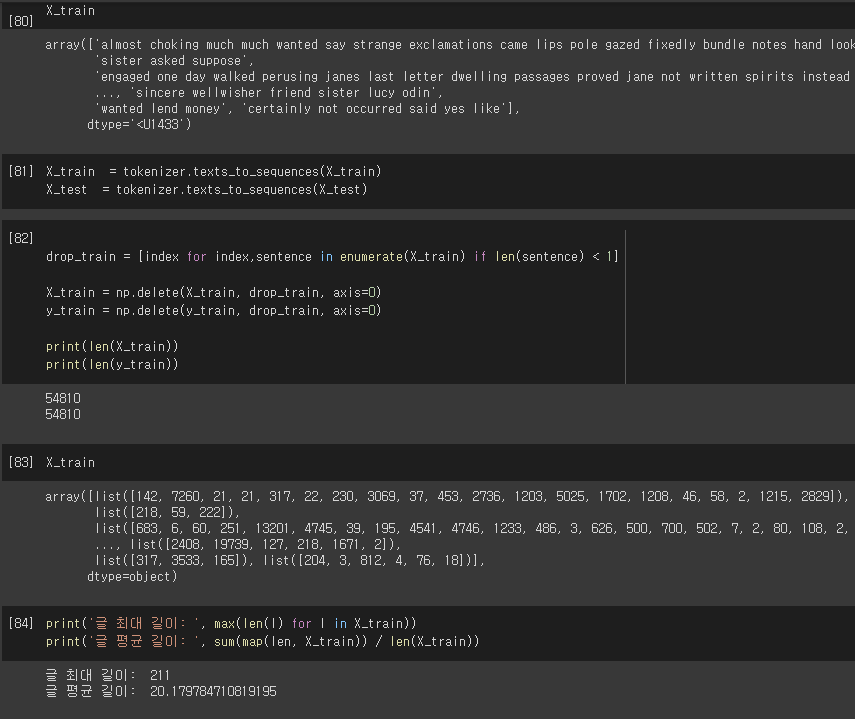 [80] X_train
array(['almost choking much much wanted say strange exclamations came lips pole gazed fixedly bundle notes hand look
'sister asked suppose',
'engaged one day walked perusing janes last letter dwelling passages proved jane not written spirits instead
..., 'sincere wellwisher friend sister lucy odin',
'wanted lend money', 'certainly not occurred said yes like'],
dtype='<U1433')
[81] X_train = tokenizer.texts_to_sequences(X_train)
X_test = tokenizer.texts_to_sequences(X_test)
[82]
drop_train = [index for index,sentence in enumerate(X_train) if len(sentence) < 1]
X_train = np.delete(X_train, drop_train, axis=0)
y_train = np.delete(y_train, drop_train, axis=0)
print(len(X_train))
print(len(y_train))
54810
54810
[83] X_train
array([list([142, 7260, 21, 21, 317, 22, 230, 3069, 37, 453, 2736, 1203, 5025, 1702, 1208, 46, 58, 2, 1215, 2829]),
list([218, 59, 222]),
list([683, 6, 60, 251, 13201, 4745, 39, 195, 4541, 4746, 1233, 486, 3, 626, 500, 700, 502, 7, 2, 80, 108, 2,
..., list([2408, 19739, 127, 218, 1671, 2]),
list([317, 3533, 165]), list([204, 3, 812, 4, 76, 18])],
dtype=object)
[84] print('글 최대 길이: ', max(len(l) for l in X_train))
print('글 평균 길이: ', sum(map(len, X_train)) / len(X_train))
글 최대 길이:  211
글 평균 길이:  20.179784710819195